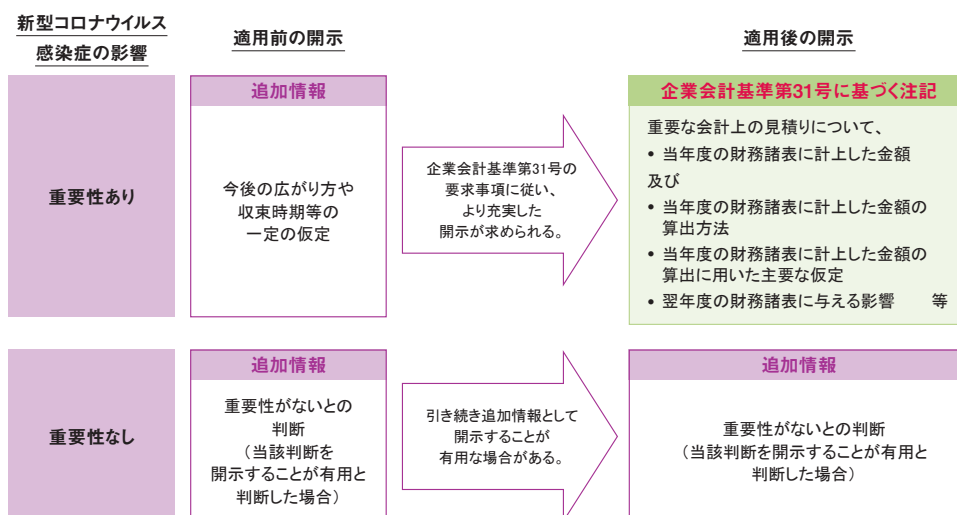 新型コロナウイルス
感染症の影響
適用前の開示
適用後の開示
重要性あり
追加情報
今後の広がり方や
収束時期等の
一定の仮定
企業会計基準第31号の
要求事項に従い、
より充実した
開示が求められる。
企業会計基準第31号に基づく注記
重要な会計上の見積りについて、
• 当年度の財務諸表に計上した金額
及び
• 当年度の財務諸表に計上した金額の
算出方法
• 当年度の財務諸表に計上した金額の
算出に用いた主要な仮定
• 翌年度の財務諸表に与える影響 等
重要性なし
追加情報
重要性がないとの
判断
（当該判断を
開示することが有用と
判断した場合）
引き続き追加情報として
開示することが
有用な場合がある。
追加情報
重要性がないとの判断
（当該判断を開示することが有用と
判断した場合）